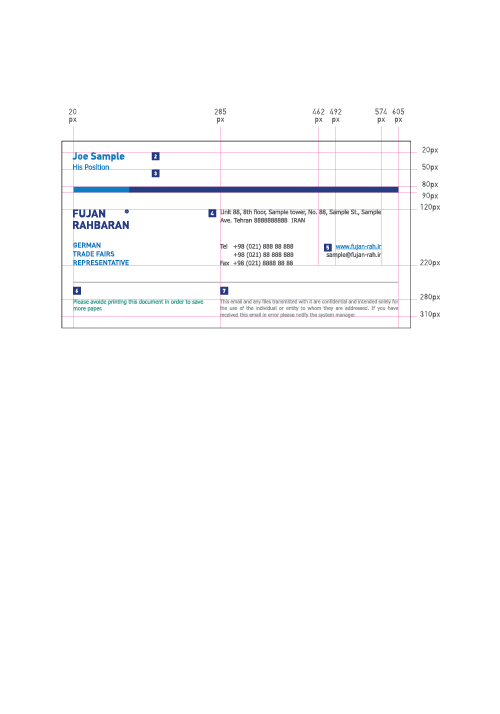 20 px
285 px
462 px
492 px
574 px
605 px
20px
Joe Sample
2
His Position
50px
3
80px
90px
120px
FUJAN ®
RAHBARAN
4
Unit 88, 8th floor, Sample tower, No. 88, Sample St., Sample
Ave. Tehran 8888888888 IRAN
GERMAN
TRADE FAIRS
REPRESENTATIVE
Tel +98 (021) 888 88 888
+98 (021) 88 888 888
Fax +98 (021) 8888 88 88
5
www.fujan-rah.ir
sample@fujan-rah.ir
220px
6
7
Please avoide printing this document in order to save
more paper.
This email and any files transmitted with it are confidential and intended solely for
the use of the individual or entity to whom they are addressed. If you have
received this email in error please notify the system manager.
280px
310px